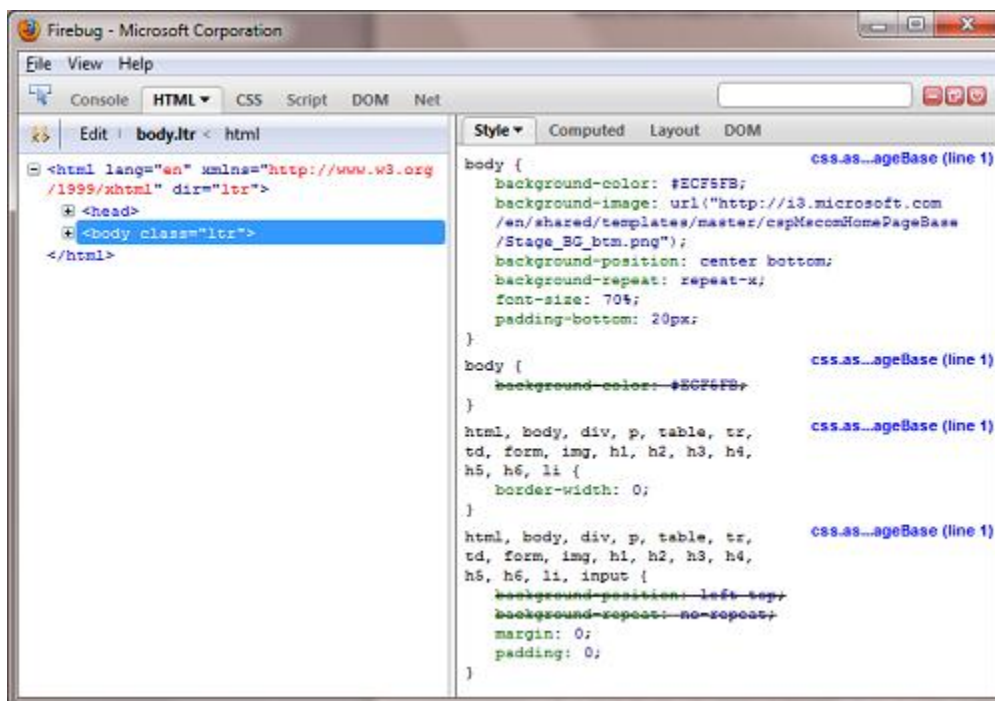 Firebug - Microsoft Corporation
File View Help
Console HTML CSS Script DOM Net
Edit body.ltr < html
<html lang="en" xmlns="http://www.w3.org
/1999/xhtml" dir="ltr">
<head>
<body class="ltr">
</html>
Style Computed Layout DOM
body { css.as...ageBase (line 1)
background-color: #ECF5FB;
background-image: url("http://i3.microsoft.com
/en/shared/templates/master/cspMscomHomePageBase
/Stage_BG_btm.png");
background-position: center bottom;
background-repeat: repeat-x;
font-size: 70%;
padding-bottom: 20px;
}
body { css.as...ageBase (line 1)
background-color: #ECF5FB;
}
html, body, div, p, table, tr, css.as...ageBase (line 1)
td, form, img, h1, h2, h3, h4,
h5, h6, li {
border-width: 0;
}
html, body, div, p, table, tr, css.as...ageBase (line 1)
td, form, img, h1, h2, h3, h4,
h5, h6, li, input {
background-position: left top;
background-repeat: no-repeat;
margin: 0;
padding: 0;
}